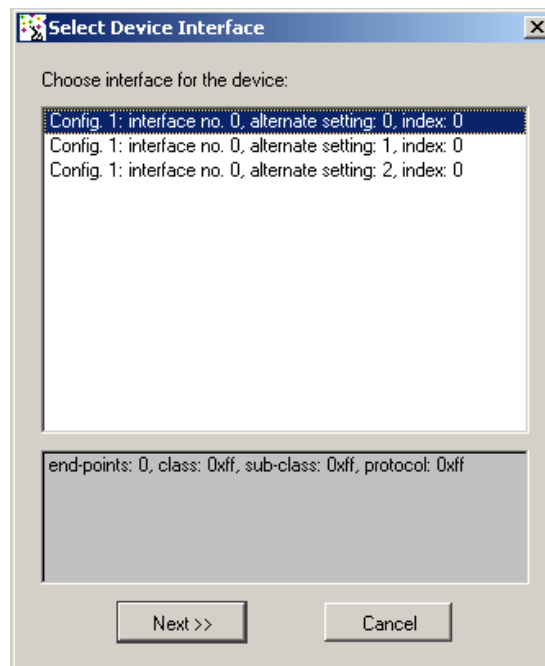 Select Device Interface
Choose interface for the device:
Config. 1: interface no. 0, alternate setting: 0, index: 0
Config. 1: interface no. 0, alternate setting: 1, index: 0
Config. 1: interface no. 0, alternate setting: 2, index: 0
end-points: 0, class: 0xff, sub-class: 0xff, protocol: 0xff
Next >> Cancel